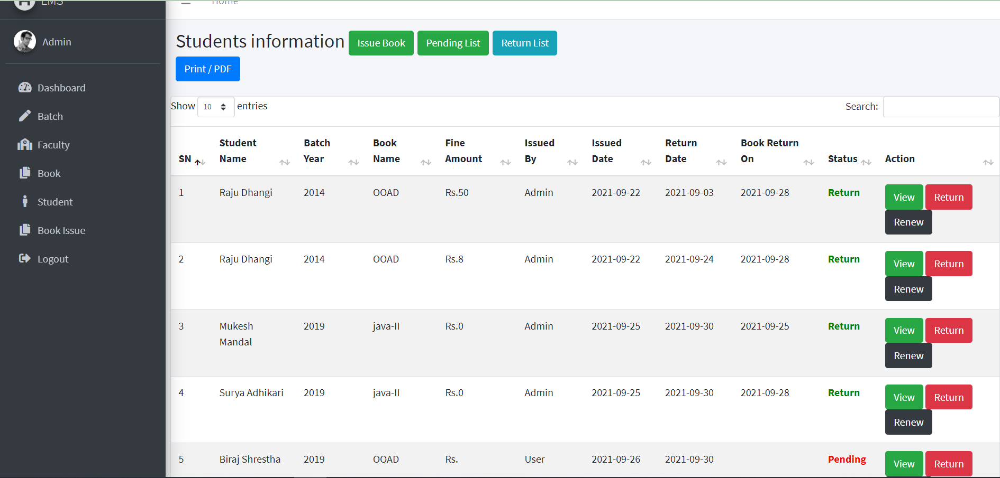 LMS
Home
Admin
Dashboard
Batch
Faculty
Book
Student
Book Issue
Logout
Students information Issue Book Pending List Return List
Print / PDF
Show 10 entries Search:
SN Student Name Batch Year Book Name Fine Amount Issued By Issued Date Return Date Book Return On Status Action
1 Raju Dhangi 2014 OOAD Rs.50 Admin 2021-09-22 2021-09-03 2021-09-28 Return View Return
Renew
2 Raju Dhangi 2014 OOAD Rs.8 Admin 2021-09-22 2021-09-24 2021-09-28 Return View Return
Renew
3 Mukesh Mandal 2019 java-II Rs.0 Admin 2021-09-25 2021-09-30 2021-09-25 Return View Return
Renew
4 Surya Adhikari 2019 java-II Rs.0 Admin 2021-09-25 2021-09-30 2021-09-28 Return View Return
Renew
5 Biraj Shrestha 2019 OOAD Rs. User 2021-09-26 2021-09-30 Pending View Return